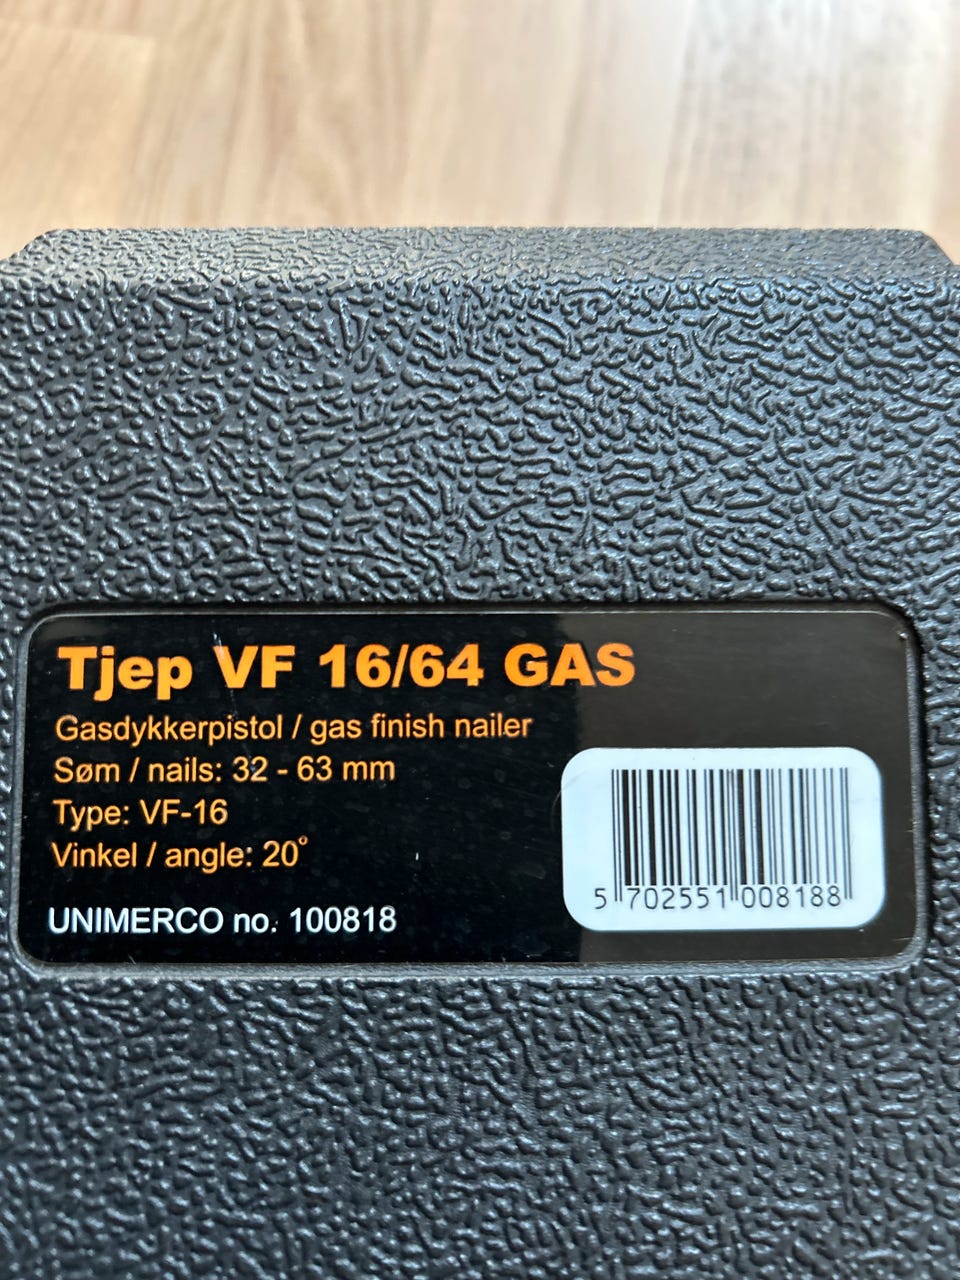 Tjep VF 16/64 GAS
Gasdykkerpistol / gas finish nailer
Søm / nails: 32 - 63 mm
Type: VF-16
Vinkel / angle: 20°
UNIMERCO no. 100818
5 702551 008188